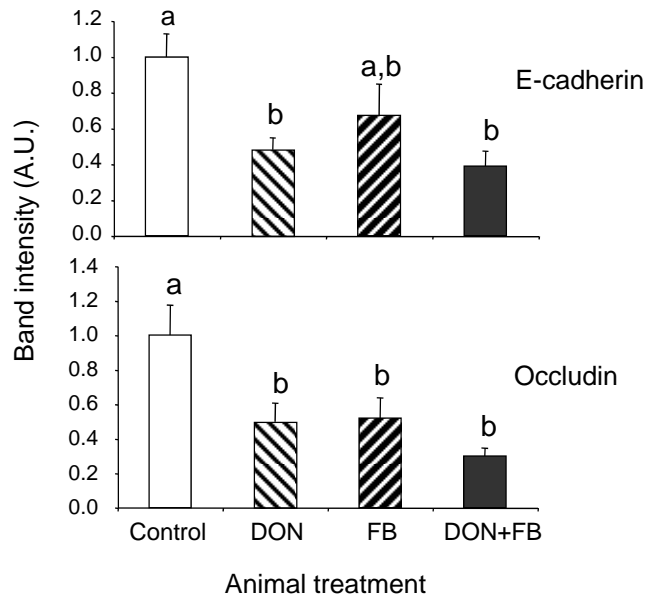 Band intensity (A.U.)
1.2
1.0
0.8
0.6
0.4
0.2
0.0
a
b
a,b
b
E-cadherin
1.4
1.2
1.0
0.8
0.6
0.4
0.2
0.0
a
b
b
b
Occludin
Control DON FB DON+FB
Animal treatment